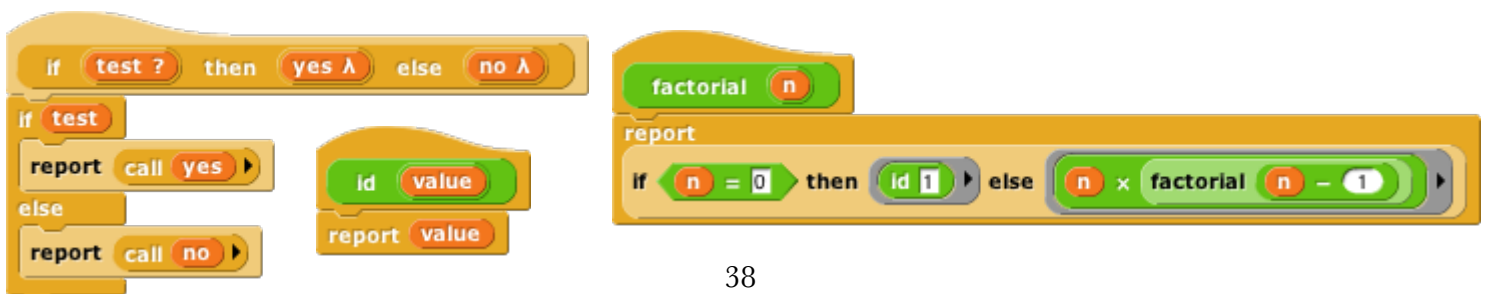 if test ? then yes λ else no λ
if test
report call yes
else
report call no
id value
report value
factorial n
report
if n = 0 then id 1 else n × factorial n − 1
38